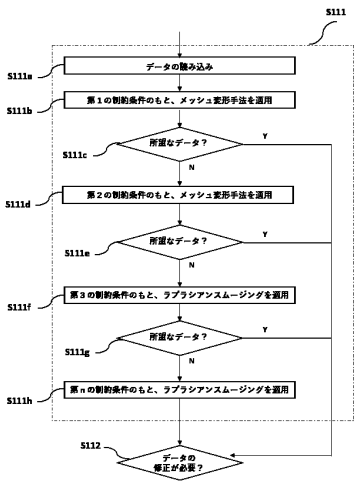 S111
S111a
データの読み込み
S111b
第１の制約条件のもと、メッシュ変形手法を適用
S111c
所望なデータ？
Y
N
S111d
第２の制約条件のもと、メッシュ変形手法を適用
S111e
所望なデータ？
Y
N
S111f
第３の制約条件のもと、ラプラシアンスムージングを適用
S111g
所望なデータ？
Y
N
S111h
第ｎの制約条件のもと、ラプラシアンスムージングを適用
S112
データの
修正が必要？